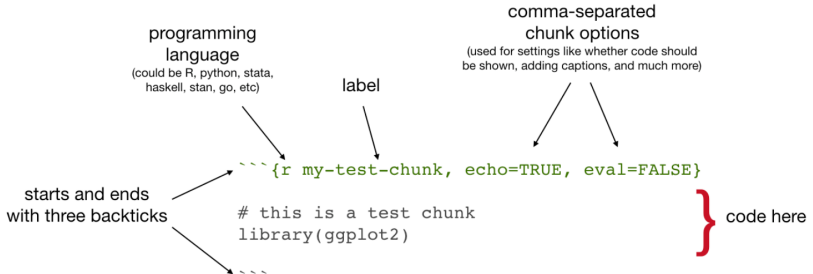 comma-separated
chunk options
(used for settings like whether code should
be shown, adding captions, and much more)
programming
language
(could be R, python, stata,
haskell, stan, go, etc)
label
```{r my-test-chunk, echo=TRUE, eval=FALSE}
starts and ends
with three backticks
# this is a test chunk
library(ggplot2)
code here
```